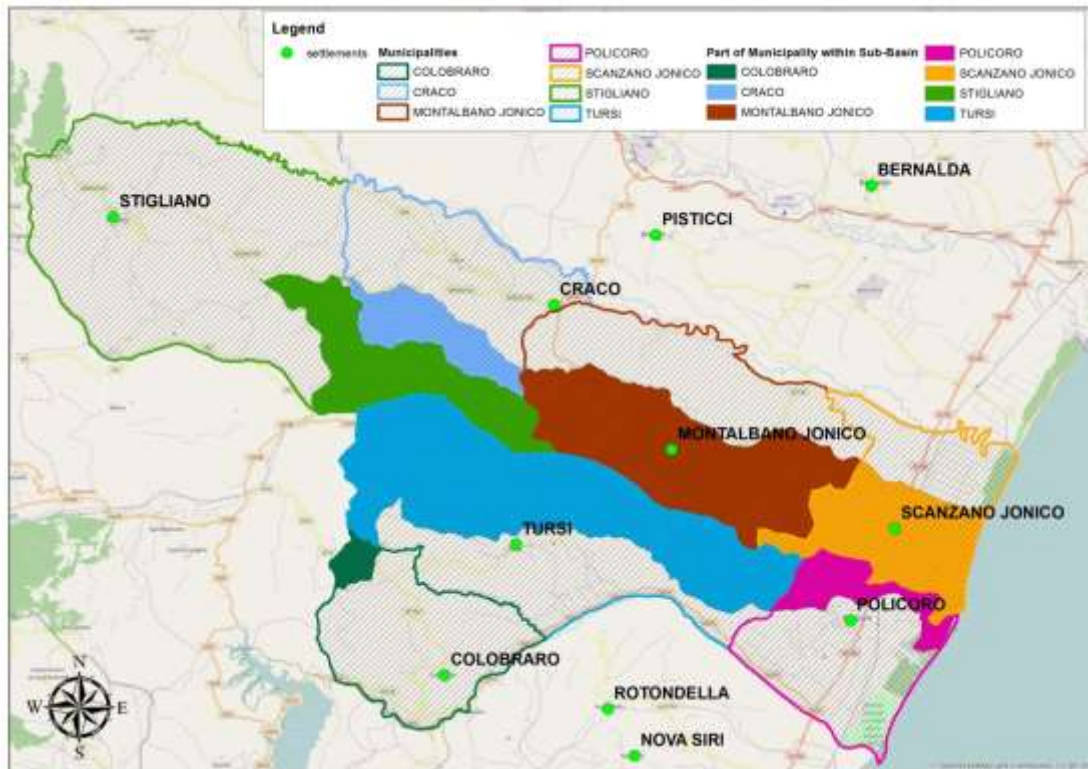 Legend
settlements
Municipalities
COLOBRARO
CRACO
MONTALBANO JONICO
POLICORO
SCANZANO JONICO
STIGLIANO
TURSI
Part of Municipality within Sub-Basin
COLOBRARO
CRACO
MONTALBANO JONICO
POLICORO
SCANZANO JONICO
STIGLIANO
TURSI
BERNALDA
STIGLIANO
PISTICCI
CRACO
MONTALBANO JONICO
SCANZANO JONICO
TURSI
POLICORO
COLOBRARO
ROTONDELLA
NOVA SIRI
N
W
E
S